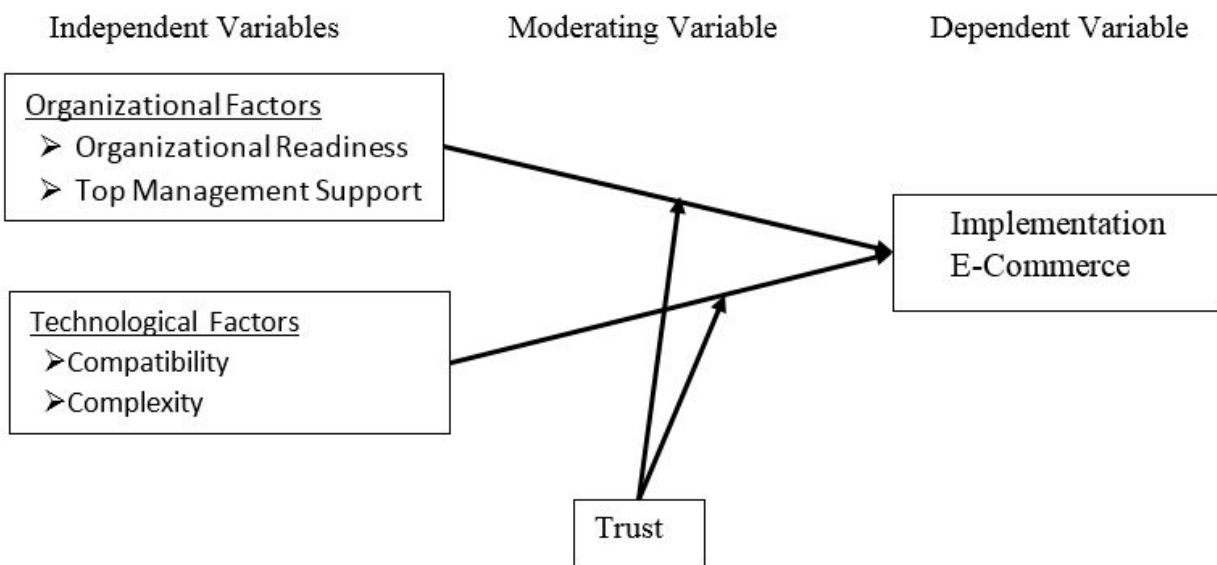 Independent Variables
Moderating Variable
Dependent Variable
Organizational Factors
➢ Organizational Readiness
➢ Top Management Support
Technological Factors
➢Compatibility
➢Complexity
Implementation
E-Commerce
Trust